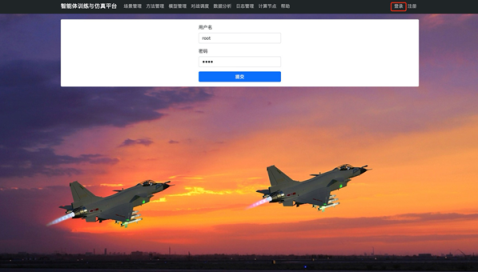 智能体训练与仿真平台 场景管理 方法管理 模型管理 对战调度 数据分析 日志管理 计算节点 帮助 登录 注册
用户名
root
密码
****
提交